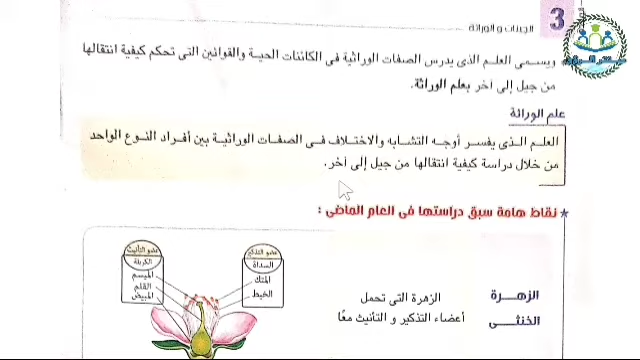 3
الجينات و الوراثة
ويسمى العلم الذى يدرس الصفات الوراثية فى الكائنات الحية والقوانين التى تحكم كيفية انتقالها
من جيل إلى آخر بعلم الوراثة.
علم الوراثة
العلم الذى يفسر أوجه التشابه والاختلاف فى الصفات الوراثية بين أفراد النوع الواحد
من خلال دراسة كيفية انتقالها من جيل إلى آخر.
* نقاط هامة سبق دراستها فى العام الماضى :
عضو التذكير
السداة
المتك
الخيط
عضو التأنيث
الكربلة
الميسم
القلم
المبيض
الزهرة الخنثى
الزهرة التى تحمل
أعضاء التذكير و التأنيث معًا